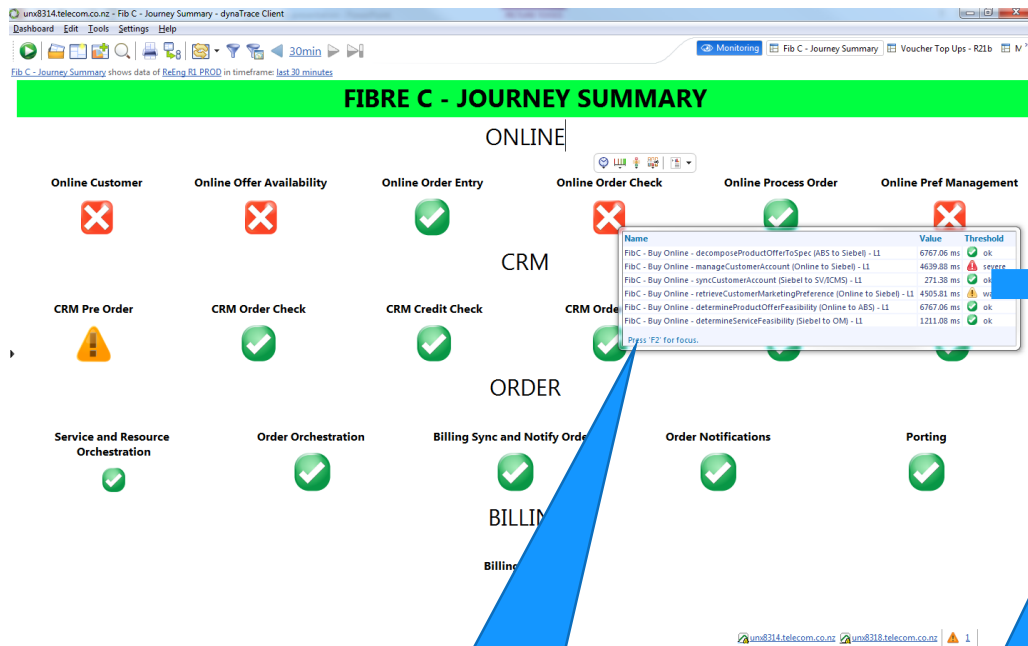 unx8314.telecom.co.nz - Fib C - Journey Summary - dynaTrace Client
Dashboard Edit Tools Settings Help
30min
Monitoring Fib C - Journey Summary Voucher Top Ups - R21b
Fib C - Journey Summary shows data of ReEng R1 PROD in timeframe: last 30 minutes
FIBRE C - JOURNEY SUMMARY
ONLINE
Online Customer Online Offer Availability Online Order Entry Online Order Check Online Process Order Online Pref Management
Name Value Threshold
FibC - Buy Online - decomposeProductOfferToSpec (ABS to Siebel) - L1 6767.06 ms ok
FibC - Buy Online - manageCustomerAccount (Online to Siebel) - L1 4639.88 ms severe
FibC - Buy Online - syncCustomerAccount (Siebel to SV/ICMS) - L1 271.38 ms ok
FibC - Buy Online - retrieveCustomerMarketingPreference (Online to Siebel) - L1 4505.81 ms
FibC - Buy Online - determineProductOfferFeasibility (Online to ABS) - L1 6767.06 ms ok
FibC - Buy Online - determineServiceFeasibility (Siebel to OM) - L1 1211.08 ms ok
Press 'F2' for focus.
CRM
CRM Pre Order CRM Order Check CRM Credit Check CRM Orde
ORDER
Service and Resource Orchestration Order Orchestration Billing Sync and Notify Orde Order Notifications Porting
BILLIN
Billing
unx8314.telecom.co.nz unx8318.telecom.co.nz 1